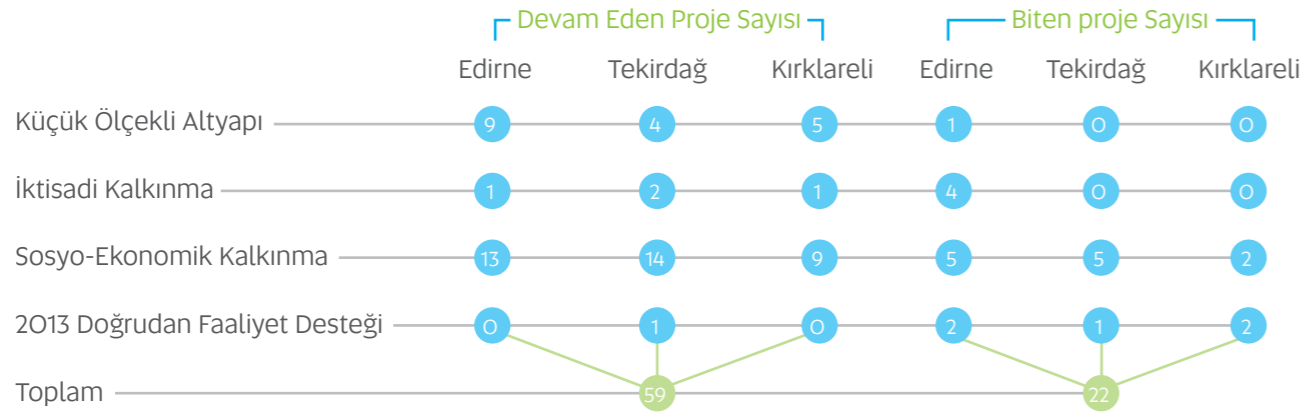 Devam Eden Proje Sayısı Biten proje Sayısı
Edirne Tekirdağ Kırklareli Edirne Tekirdağ Kırklareli
Küçük Ölçekli Altyapı 9 4 5 1 0 0
İktisadi Kalkınma 1 2 1 4 0 0
Sosyo-Ekonomik Kalkınma 13 14 9 5 5 2
2013 Doğrudan Faaliyet Desteği 0 1 0 2 1 2
Toplam 59 22